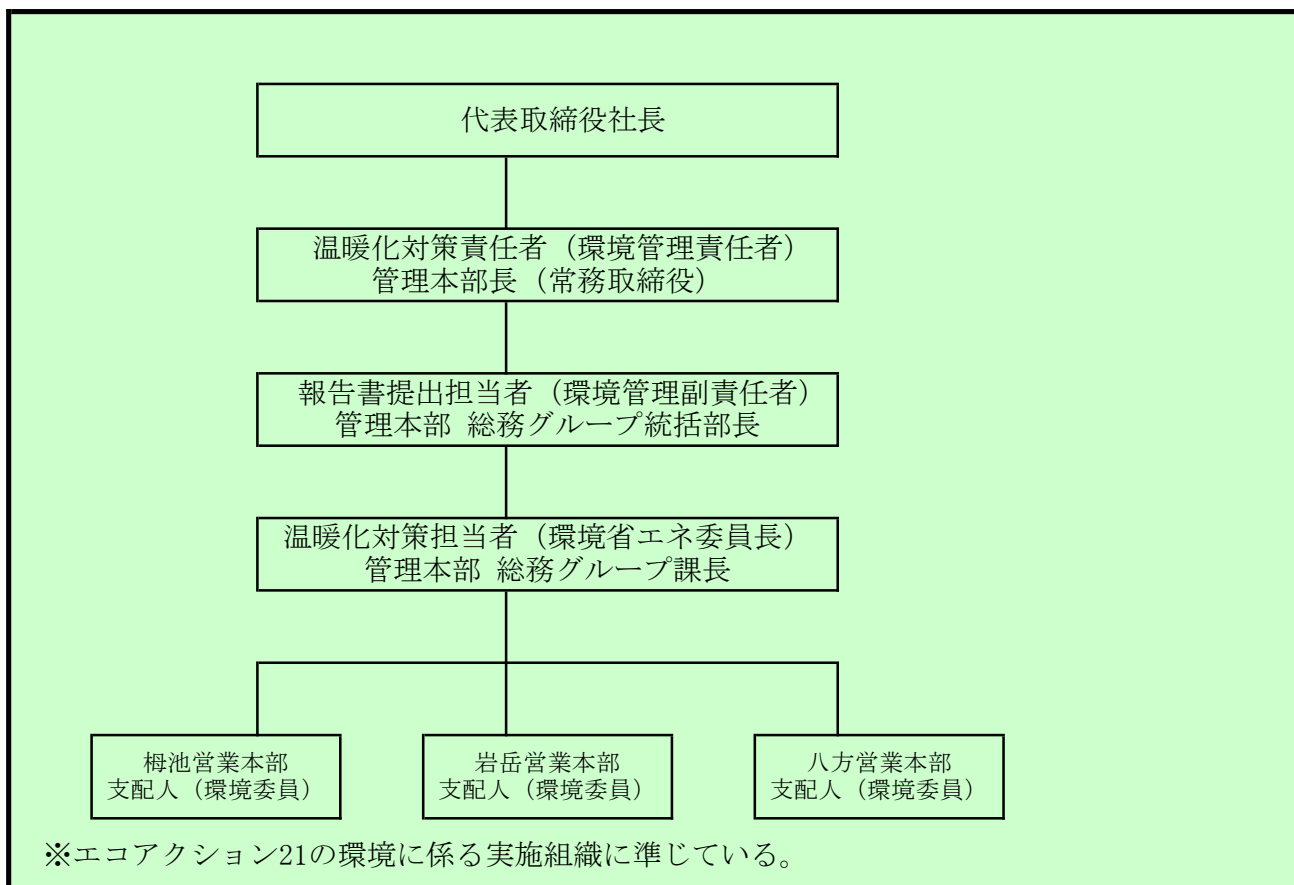 代表取締役社長
温暖化対策責任者（環境管理責任者）
管理本部長（常務取締役）
報告書提出担当者（環境管理副責任者）
管理本部 総務グループ統括部長
温暖化対策担当者（環境省エネ委員長）
管理本部 総務グループ課長
栂池営業本部
支配人（環境委員）
岩岳営業本部
支配人（環境委員）
八方営業本部
支配人（環境委員）
※エコアクション21の環境に係る実施組織に準じている。